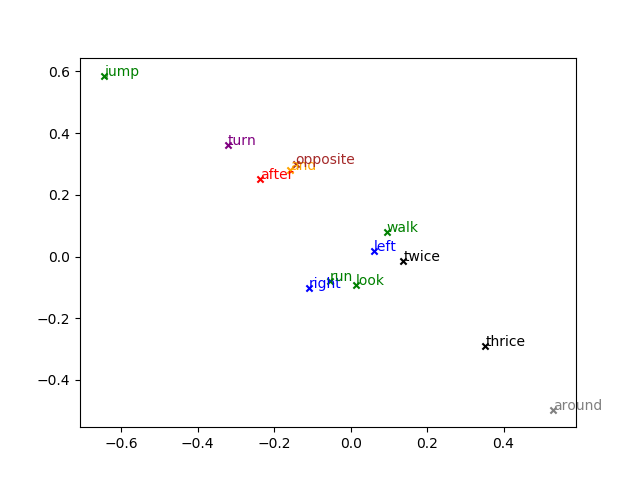 0.6
0.4
0.2
0.0
−0.2
−0.4
jump
turn
opposite
and
after
walk
left
twice
run
look
right
thrice
around
−0.6
−0.4
−0.2
0.0
0.2
0.4